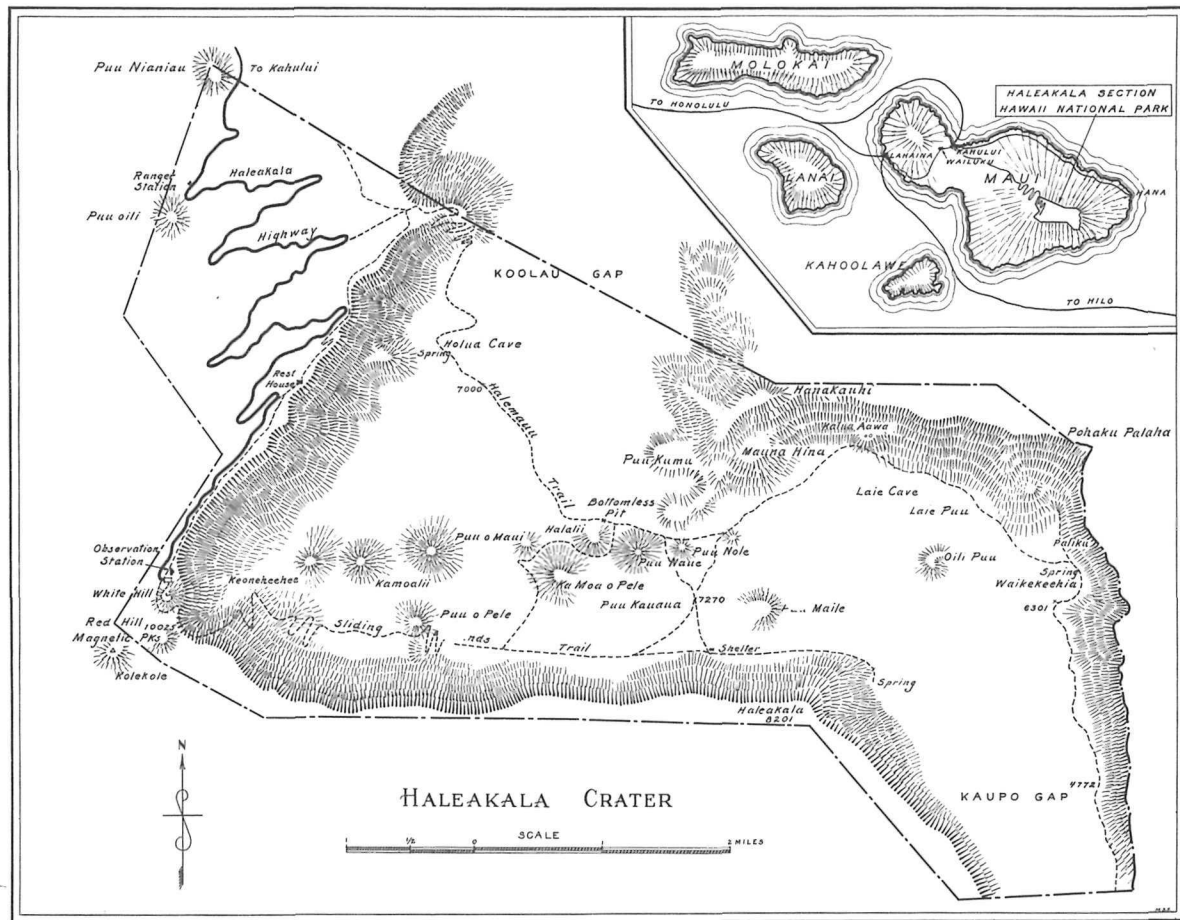 Puu Nianiau
To Kahului
Ranger
Station
Haleakala
Puu oili
Highway
MOLOKAI
TO HONOLULU
HALEAKALA SECTION
HAWAII NATIONAL PARK
LAHAINA
KAHULUI
WAILUKU
LANAI
MAUI
HANA
KAHOOLAWE
TO HILO
KOOLAU GAP
Holua Cave
Spring
Rest
House
7000
Halemauu
Trail
Hanakauhi
Kalua Aawa
Pohaku Palaha
Puu Kumu
Mauna Hina
Laie Cave
Laie Puu
Bottomless
Pit
Halalii
Puu o Maui
Puu Naue
Puu Nole
Oili Puu
Paliku
Spring
Waikekeehia
6301
Observation
Station
Keoneheehee
Kamoalii
Ka Moa o Pele
Puu Kauaua
7270
Maile
White Hill
Red Hill 10025
Magnetic Pks
Kolekole
Puu o Pele
Sliding
nds
Trail
Shelter
Spring
Haleakala
8201
4772
KAUPO GAP
N
HALEAKALA CRATER
SCALE
1 1/2 0 1 2 MILES